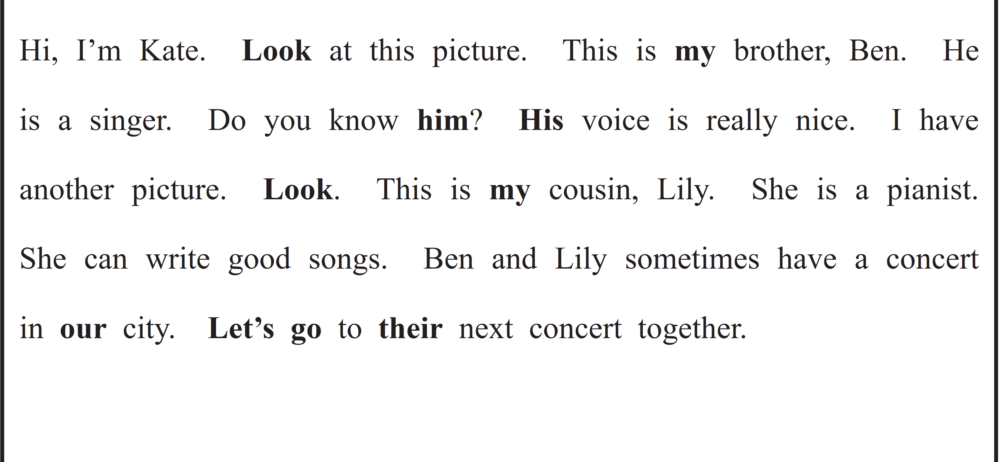 Hi, I’m Kate. Look at this picture. This is my brother, Ben. He
is a singer. Do you know him? His voice is really nice. I have
another picture. Look. This is my cousin, Lily. She is a pianist.
She can write good songs. Ben and Lily sometimes have a concert
in our city. Let’s go to their next concert together.